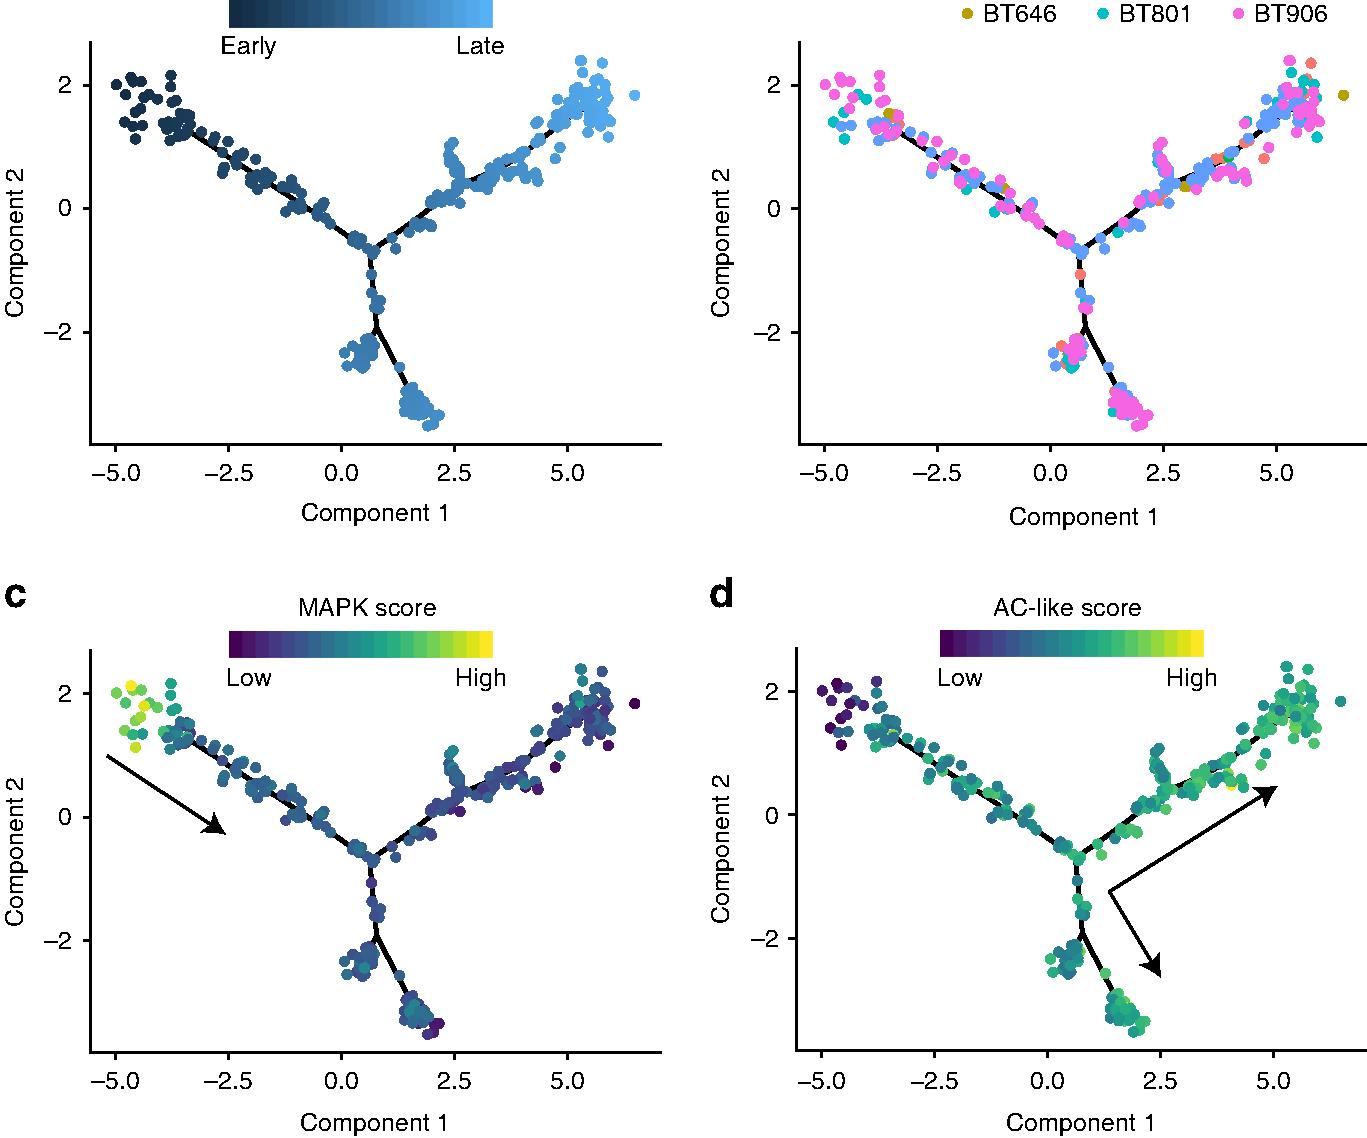 Early Late
2
0
−2
−5.0 −2.5 0.0 2.5 5.0
Component 1
Component 2
BT646 BT801 BT906
2
0
−2
−5.0 −2.5 0.0 2.5 5.0
Component 1
Component 2
c
MAPK score
Low High
2
0
−2
−5.0 −2.5 0.0 2.5 5.0
Component 1
Component 2
d
AC-like score
Low High
2
0
−2
−5.0 −2.5 0.0 2.5 5.0
Component 1
Component 2